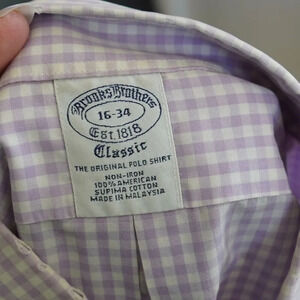 Brooks Brothers
16-34
Est. 1818
Classic
THE ORIGINAL POLO SHIRT
NON-IRON
100% AMERICAN
SUPIMA COTTON
MADE IN MALAYSIA